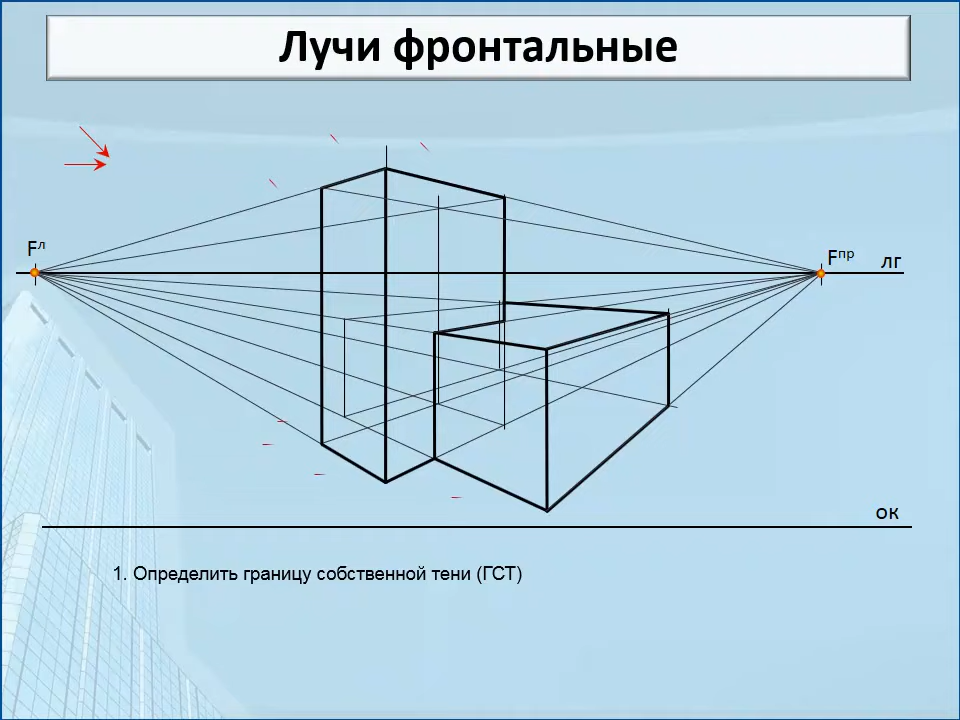 Лучи фронтальные
Fл
Fпр
лг
ок
1. Определить границу собственной тени (ГСТ)